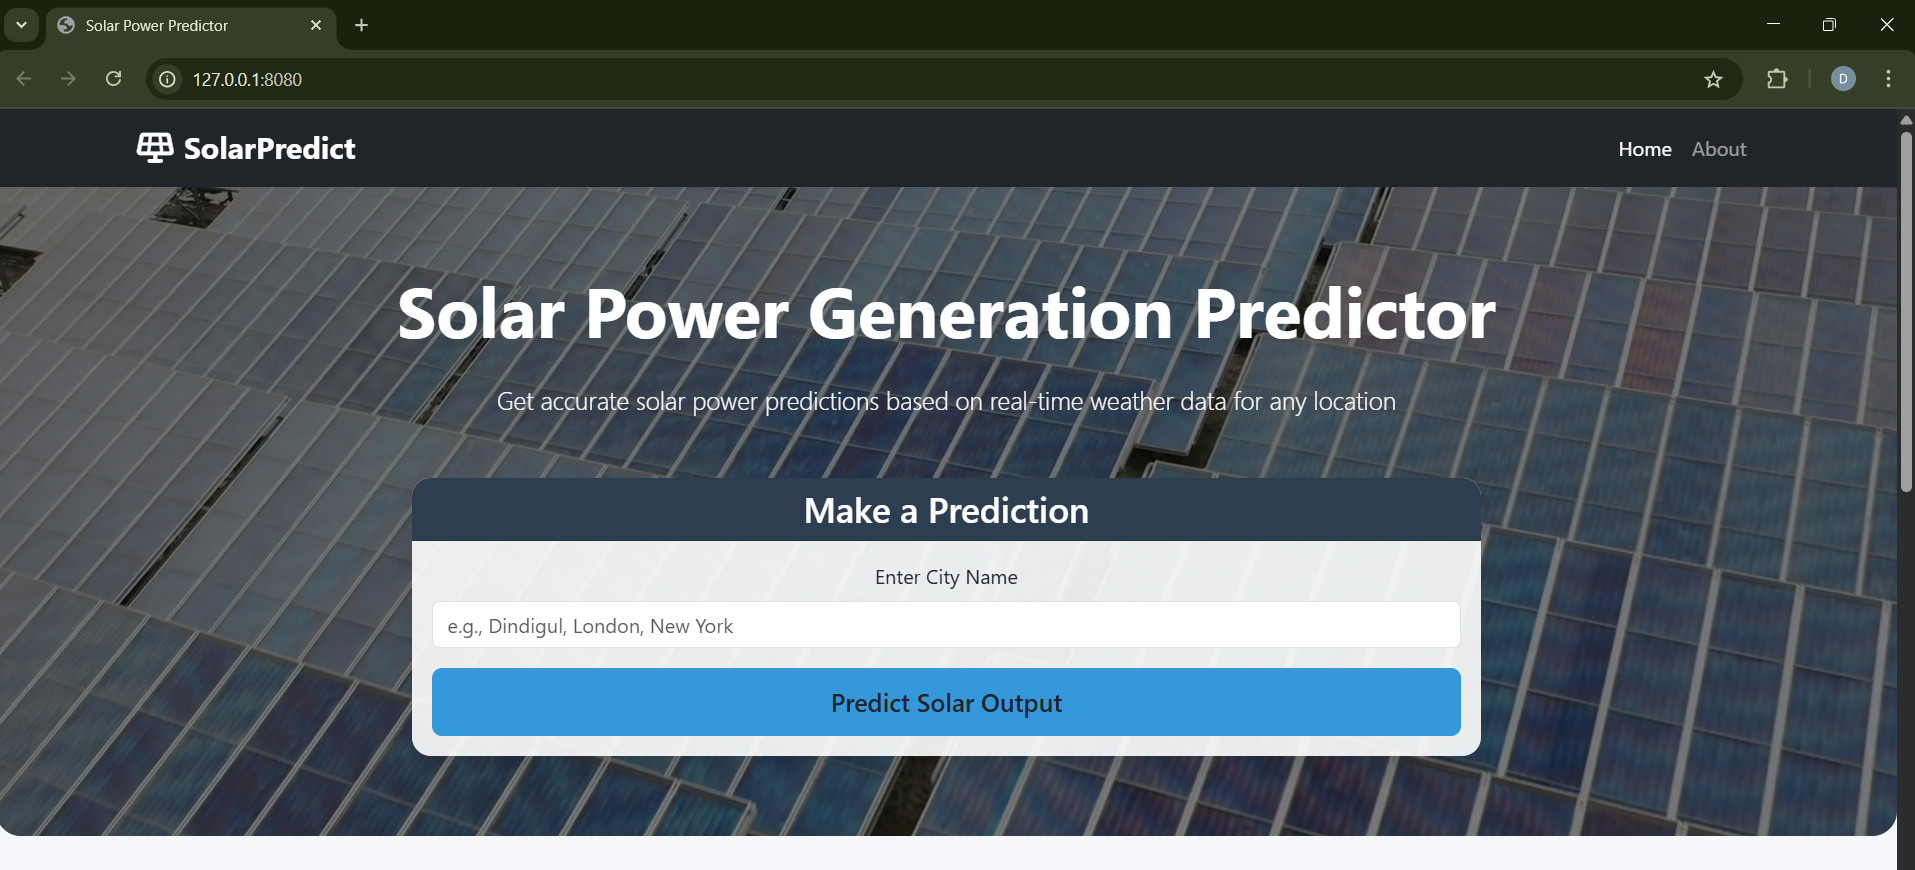 Solar Power Predictor
127.0.0.1:8080
D
SolarPredict
Home About
Solar Power Generation Predictor
Get accurate solar power predictions based on real-time weather data for any location
Make a Prediction
Enter City Name
e.g., Dindigul, London, New York
Predict Solar Output